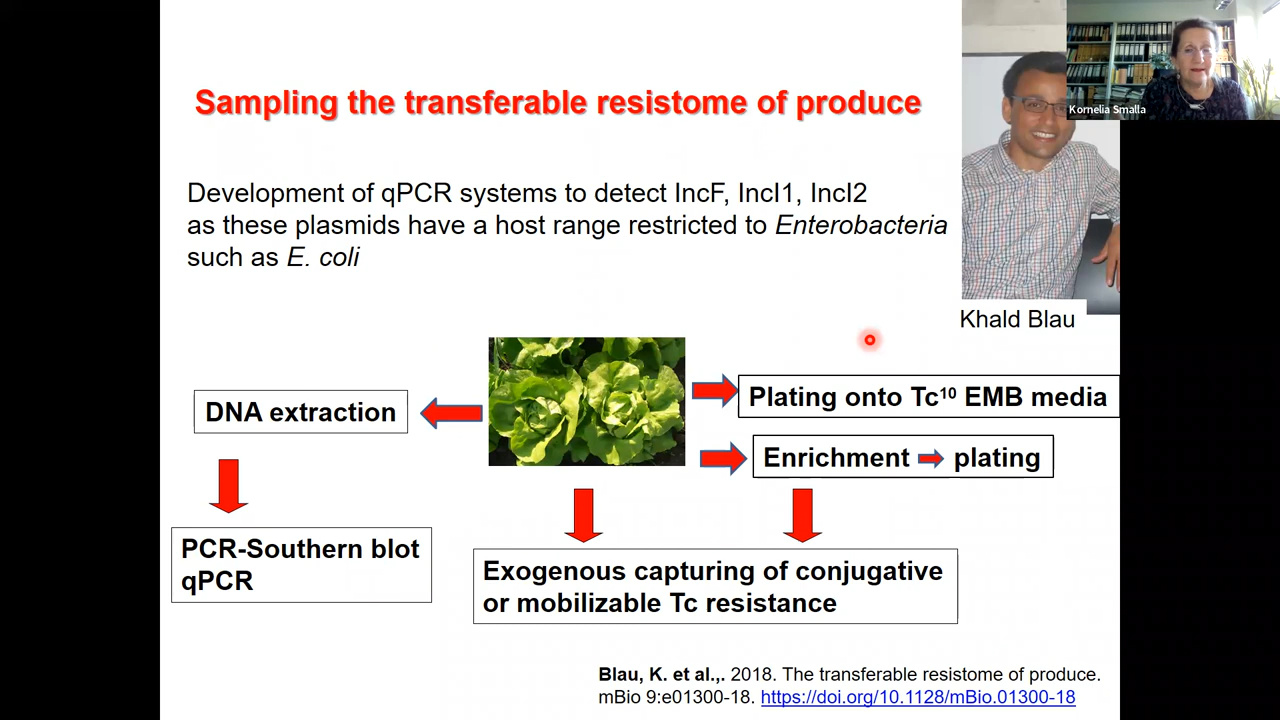 Sampling the transferable resistome of produce
Kornelia Smalla
Development of qPCR systems to detect IncF, IncI1, IncI2
as these plasmids have a host range restricted to Enterobacteria
such as E. coli
Khald Blau
DNA extraction
Plating onto Tc¹⁰ EMB media
Enrichment
plating
PCR-Southern blot
qPCR
Exogenous capturing of conjugative
or mobilizable Tc resistance
Blau, K. et al.,. 2018. The transferable resistome of produce.
mBio 9:e01300-18. https://doi.org/10.1128/mBio.01300-18